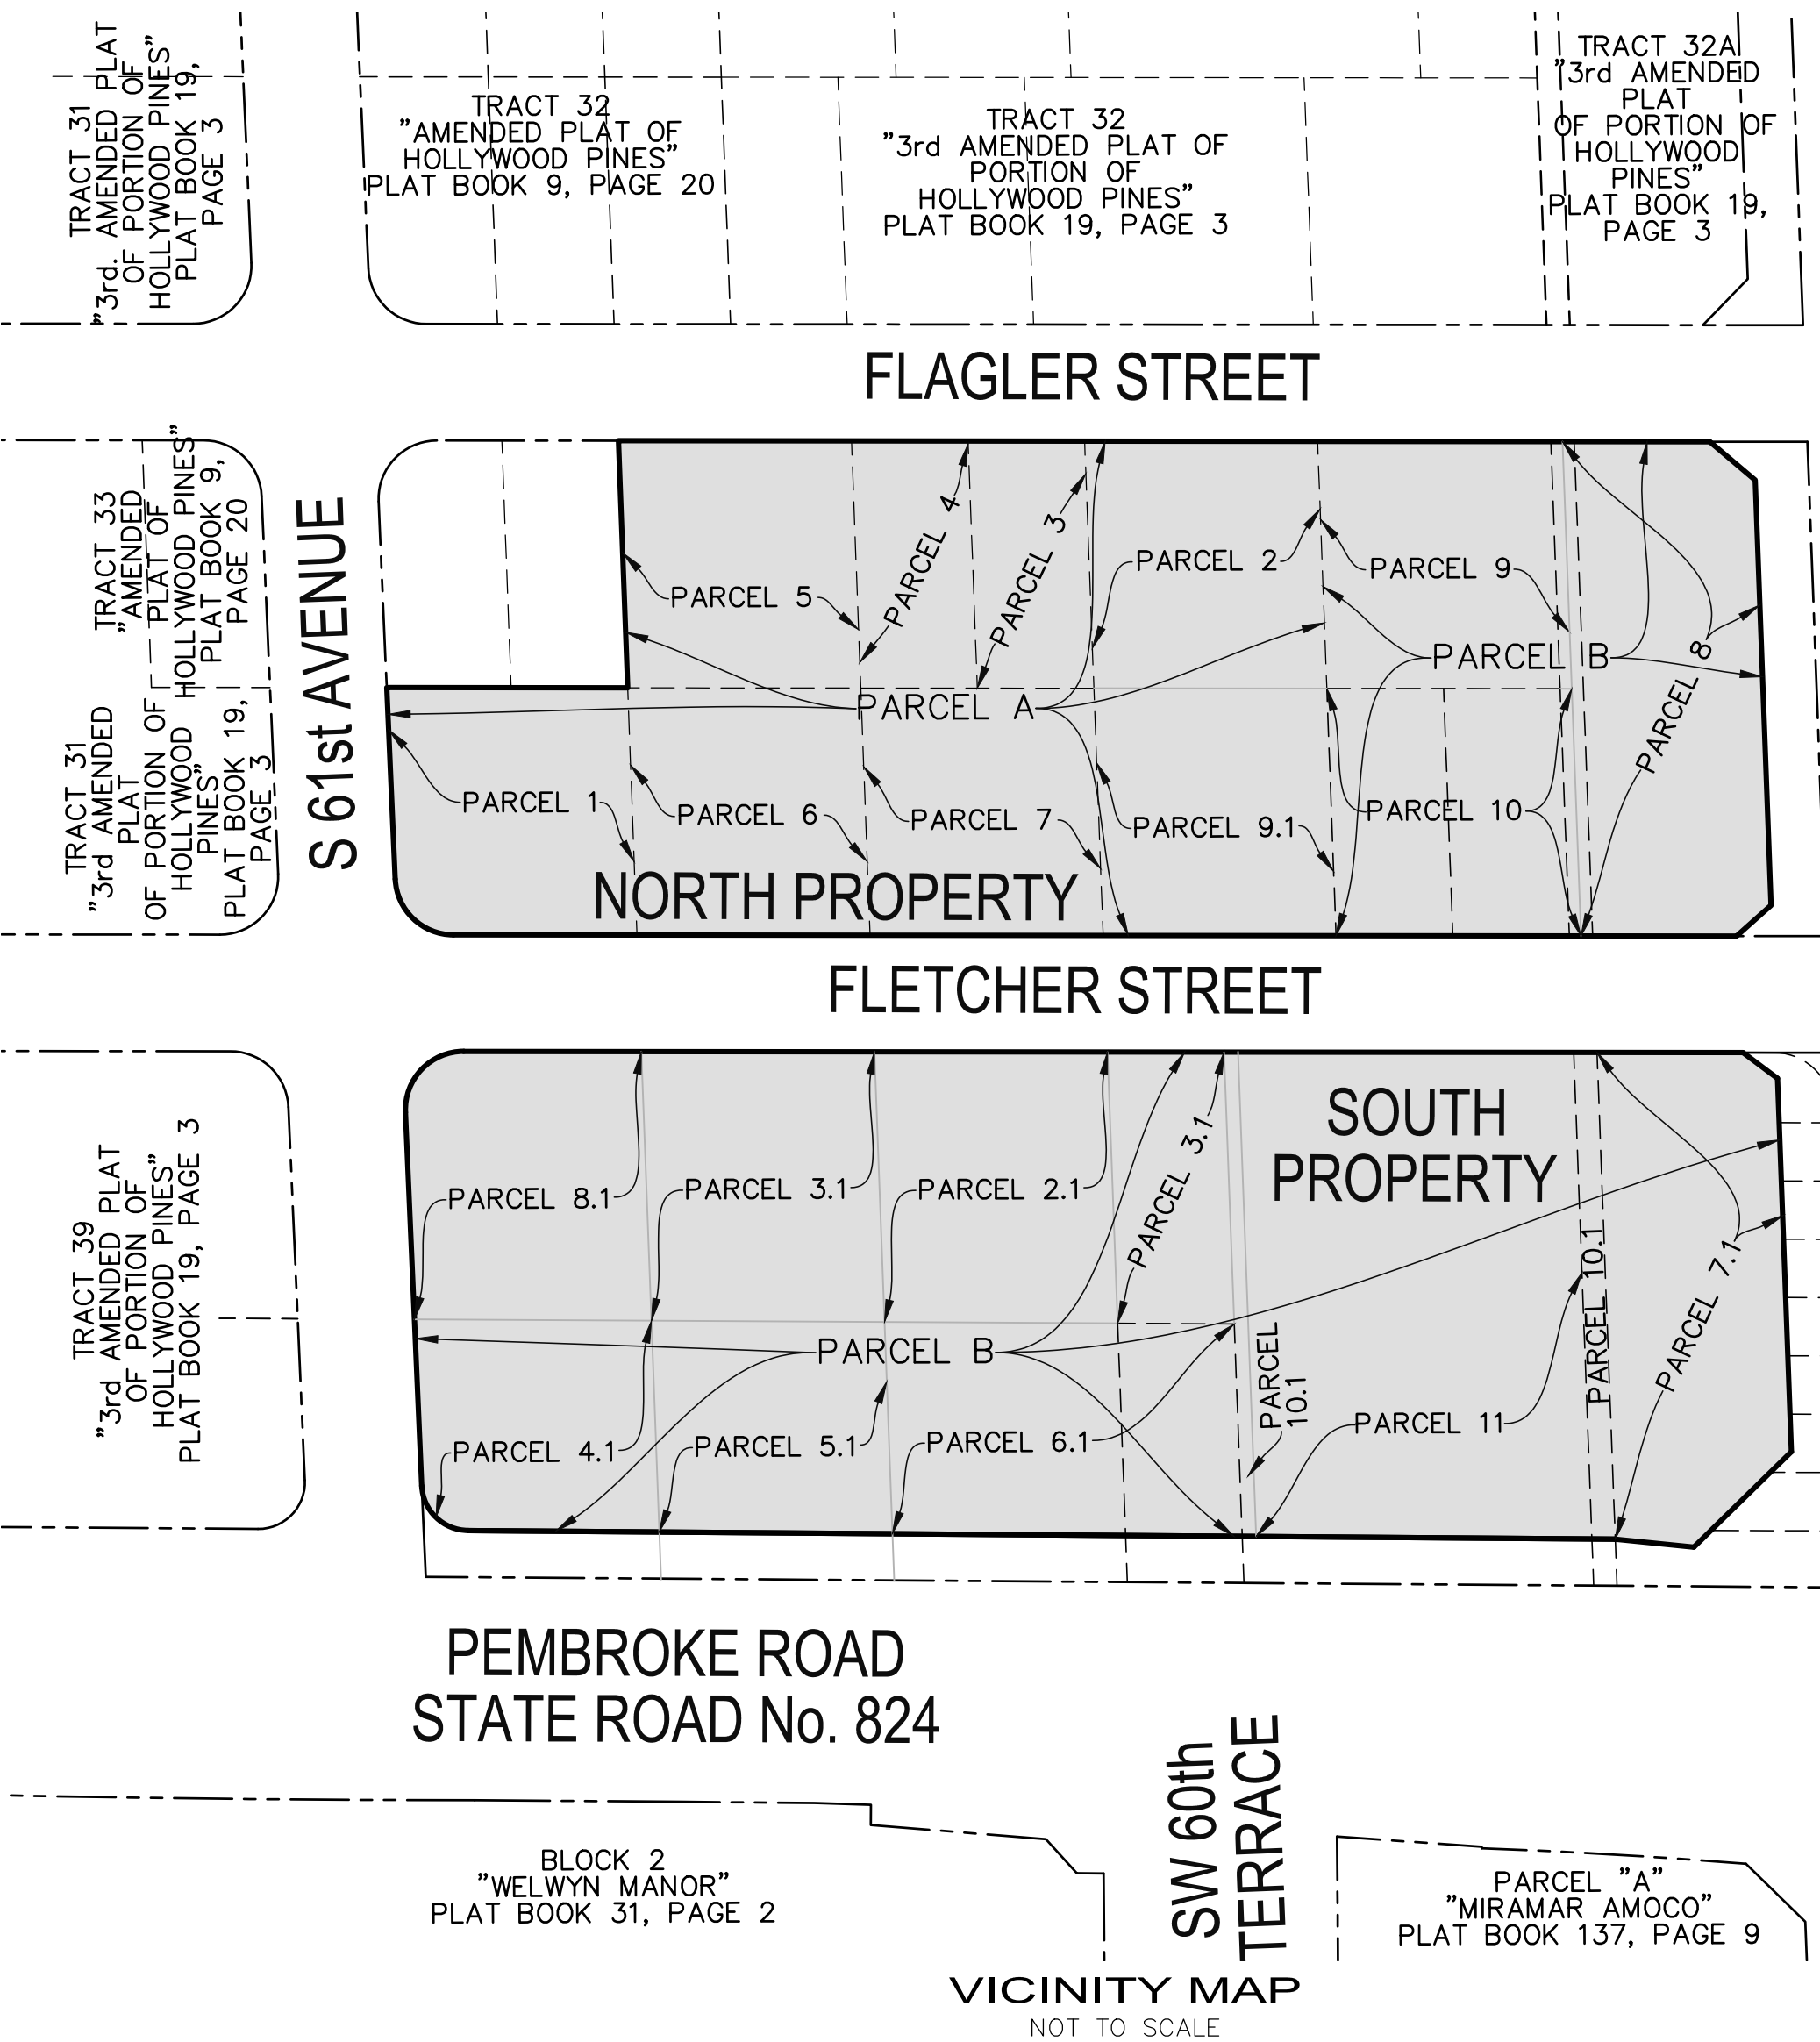 TRACT 31
"3rd. AMENDED PLAT
OF PORTION OF
HOLLYWOOD PINES"
PLAT BOOK 19,
PAGE 3
TRACT 32
"AMENDED PLAT OF
HOLLYWOOD PINES"
PLAT BOOK 9, PAGE 20
TRACT 32
"3rd AMENDED PLAT OF
PORTION OF
HOLLYWOOD PINES"
PLAT BOOK 19, PAGE 3
TRACT 32A
"3rd AMENDED
PLAT
OF PORTION OF
HOLLYWOOD
PINES"
PLAT BOOK 19,
PAGE 3
FLAGLER STREET
TRACT 33
"AMENDED
PLAT OF
HOLLYWOOD PINES"
PLAT BOOK 9,
PAGE 20
TRACT 31
"3rd AMENDED
PLAT
OF PORTION OF
HOLLYWOOD
PINES"
PLAT BOOK 19,
PAGE 3
S 61st AVENUE
PARCEL 5
PARCEL 4
PARCEL 3
PARCEL 2
PARCEL 9
PARCEL B
PARCEL 8
PARCEL A
PARCEL 1
PARCEL 6
PARCEL 7
PARCEL 9.1
PARCEL 10
NORTH PROPERTY
FLETCHER STREET
TRACT 39
"3rd AMENDED PLAT
OF PORTION OF
HOLLYWOOD PINES"
PLAT BOOK 19, PAGE 3
SOUTH
PROPERTY
PARCEL 8.1
PARCEL 3.1
PARCEL 2.1
PARCEL 3.1
PARCEL B
PARCEL 4.1
PARCEL 5.1
PARCEL 6.1
PARCEL
10.1
PARCEL 11
PARCEL 10.1
PARCEL 7.1
PEMBROKE ROAD
STATE ROAD No. 824
SW 60th
TERRACE
BLOCK 2
"WELWYN MANOR"
PLAT BOOK 31, PAGE 2
PARCEL "A"
"MIRAMAR AMOCO"
PLAT BOOK 137, PAGE 9
VICINITY MAP
NOT TO SCALE